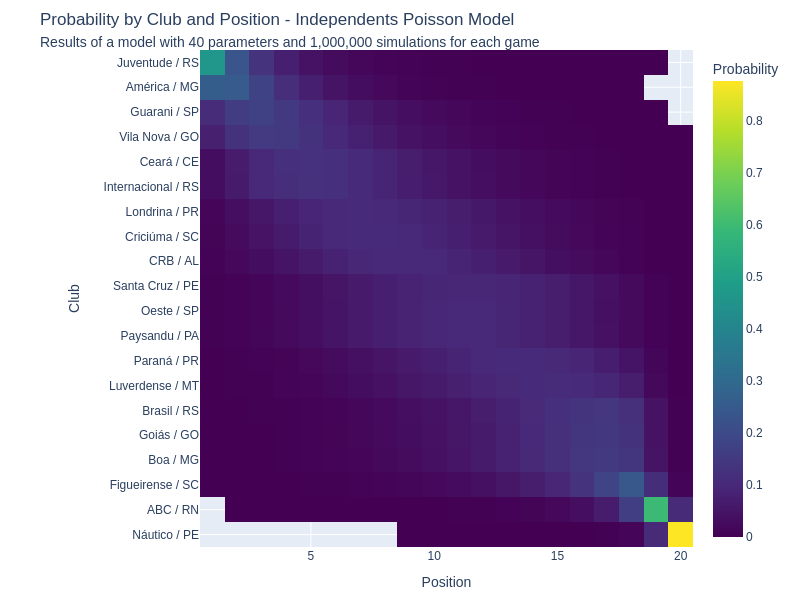 Probability by Club and Position - Independents Poisson Model
Results of a model with 40 parameters and 1,000,000 simulations for each game
Probability
Juventude / RS
América / MG
Guarani / SP
Vila Nova / GO
Ceará / CE
Internacional / RS
Londrina / PR
Criciúma / SC
CRB / AL
Santa Cruz / PE
Oeste / SP
Paysandu / PA
Paraná / PR
Luverdense / MT
Brasil / RS
Goiás / GO
Boa / MG
Figueirense / SC
ABC / RN
Náutico / PE
Club
5
10
15
20
Position
0.8
0.7
0.6
0.5
0.4
0.3
0.2
0.1
0